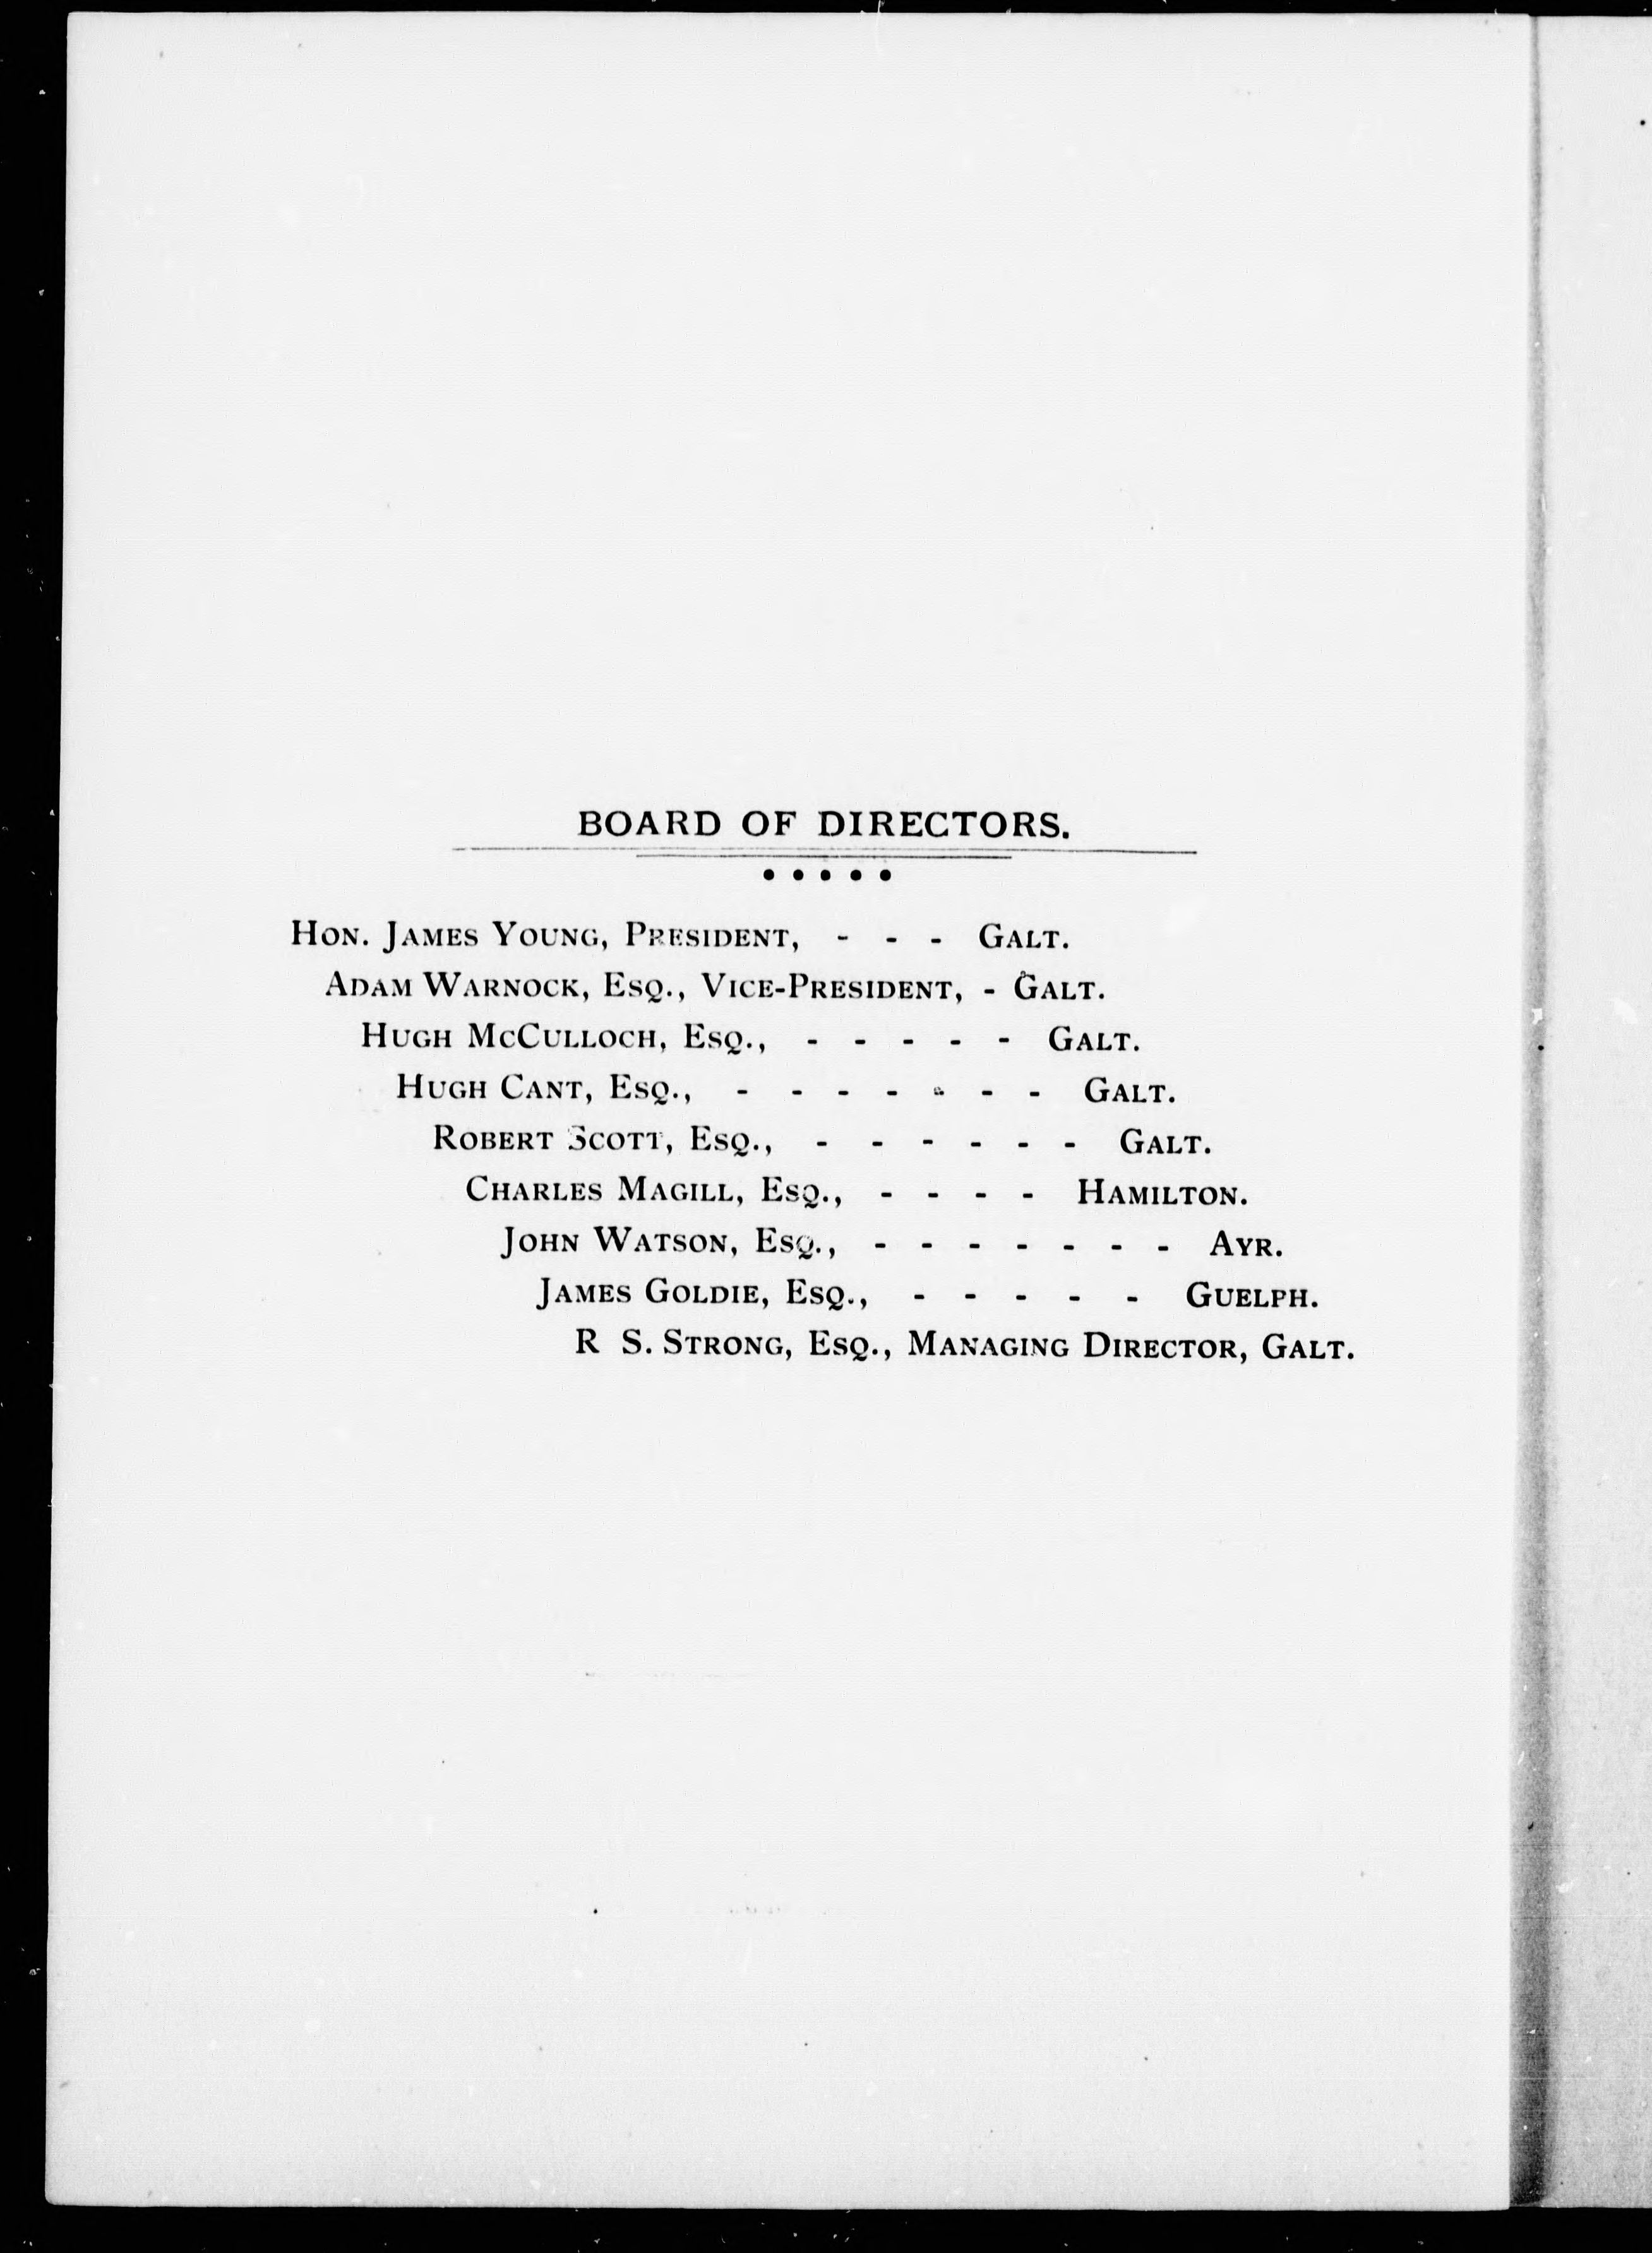 BOARD OF DIRECTORS.
HON. JAMES YOUNG, PRESIDENT, - - - GALT.
ADAM WARNOCK, ESQ., VICE-PRESIDENT, - GALT.
HUGH MCCULLOCH, ESQ., - - - - - GALT.
HUGH CANT, ESQ., - - - - - - - GALT.
ROBERT SCOTT, ESQ., - - - - - - GALT.
CHARLES MAGILL, ESQ., - - - - HAMILTON.
JOHN WATSON, ESQ., - - - - - - - AYR.
JAMES GOLDIE, ESQ., - - - - - GUELPH.
R S. STRONG, ESQ., MANAGING DIRECTOR, GALT.